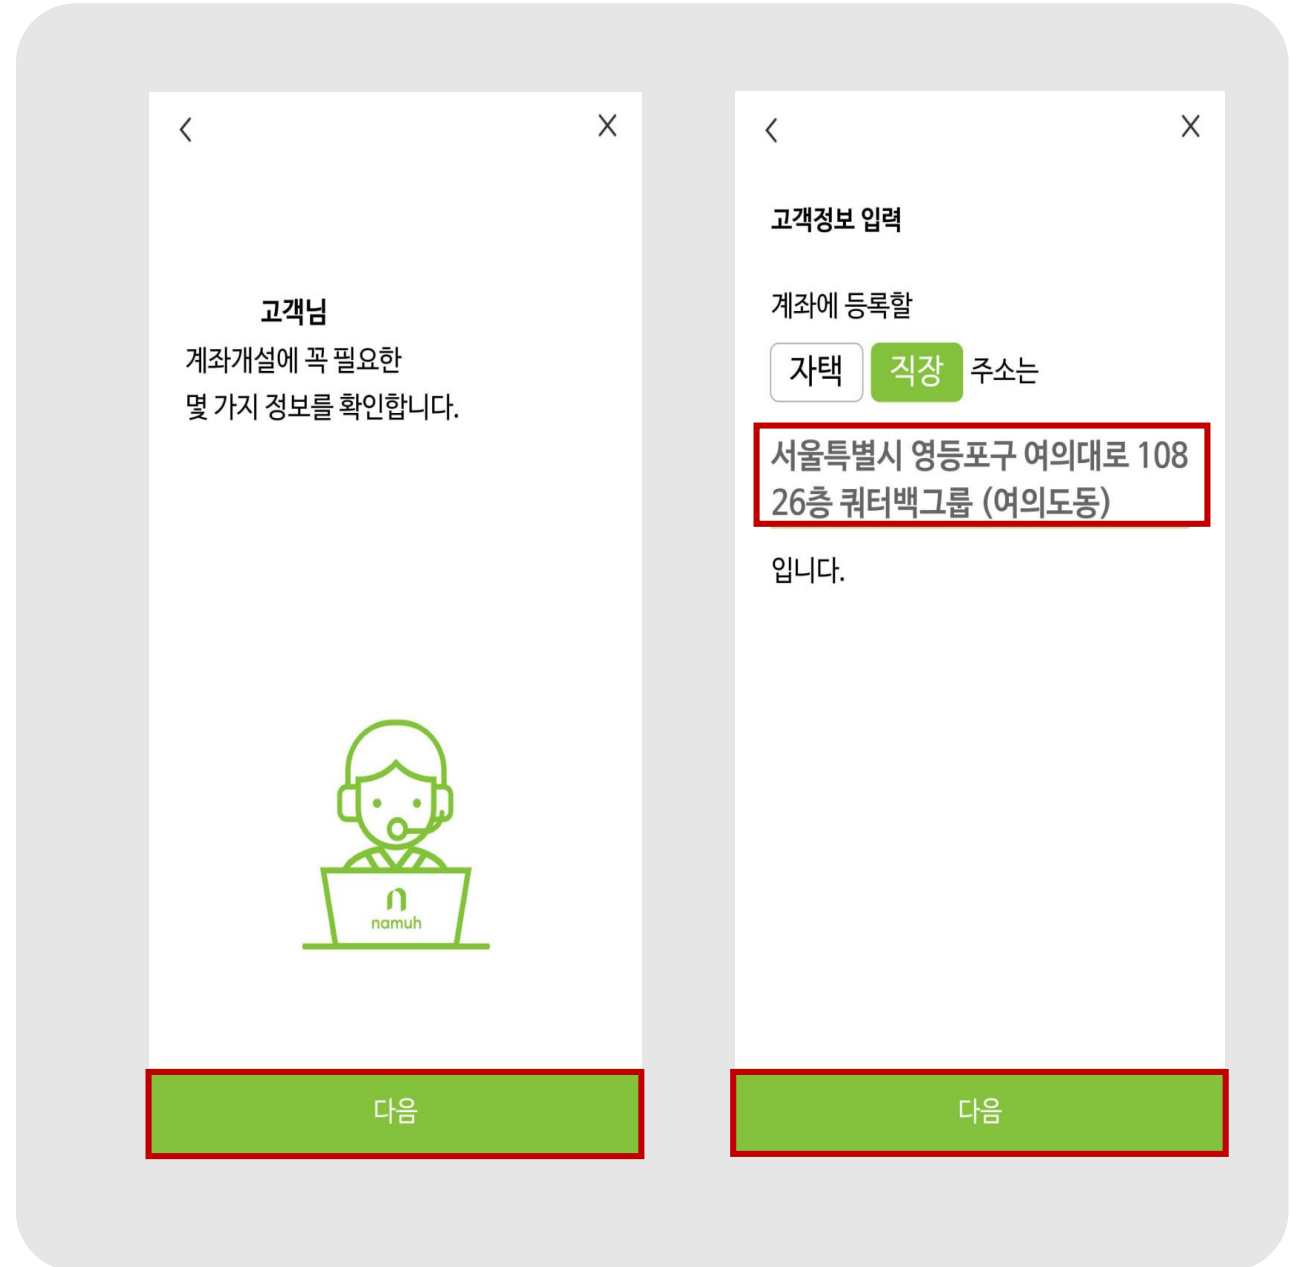 고객님
계좌개설에 꼭 필요한
몇 가지 정보를 확인합니다.
namuh
다음
고객정보 입력
계좌에 등록할
자택 직장 주소는
서울특별시 영등포구 여의대로 108
26층 쿼터백그룹 (여의도동)
입니다.
다음